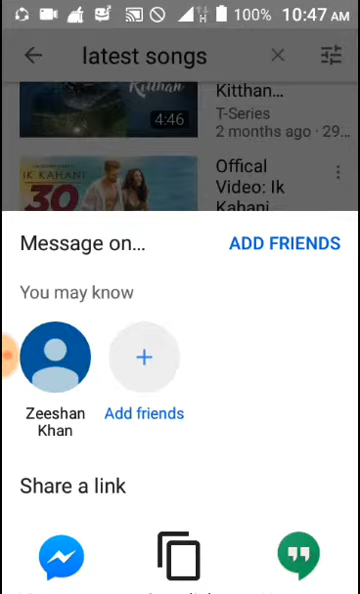 H 100% 10:47 AM
latest songs
Kitthan
4:46
Kitthan...
T-Series
2 months ago · 29...
Offical
Video: Ik
Kahani
IK KAHANI
30
Message on...
ADD FRIENDS
You may know
Zeeshan
Khan
Add friends
Share a link